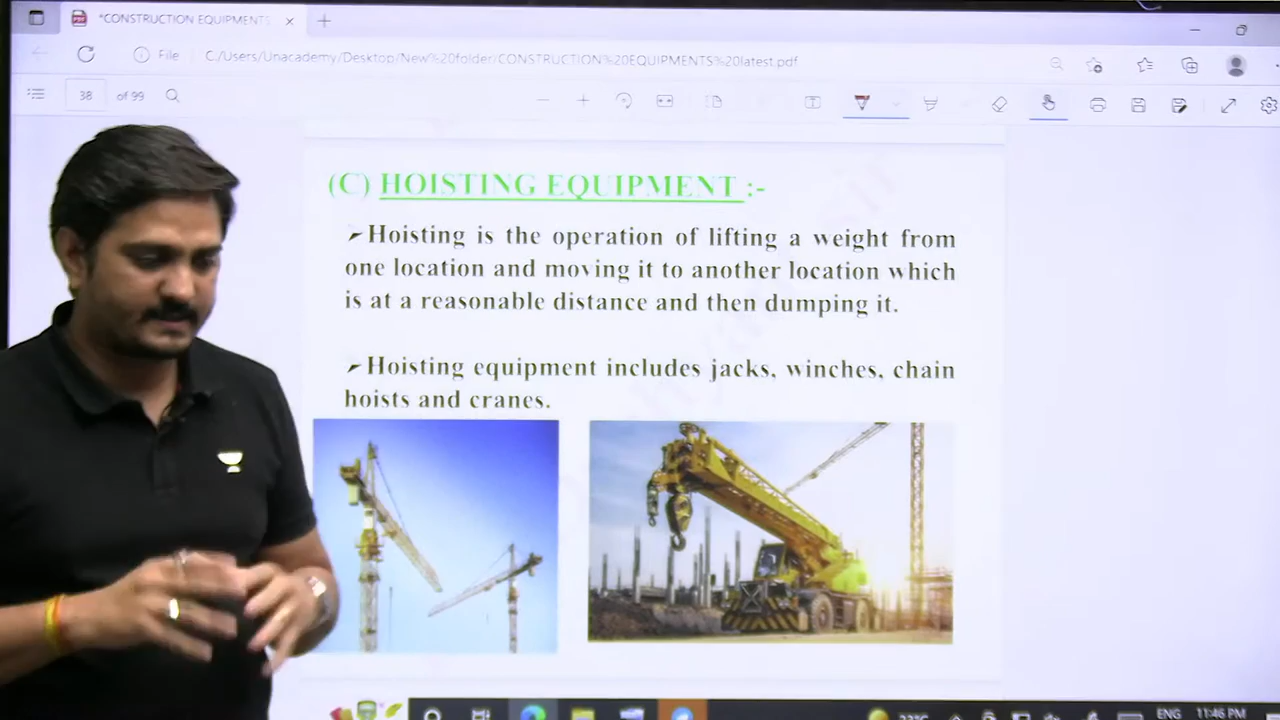 *CONSTRUCTION EQUIPMENTS
File
C:/Users/Unacademy/Desktop/New%20folder/CONSTRUCTION%20EQUIPMENTS%20latest.pdf
38 of 99
(C) HOISTING EQUIPMENT :-
➤Hoisting is the operation of lifting a weight from
one location and moving it to another location which
is at a reasonable distance and then dumping it.
➤Hoisting equipment includes jacks, winches, chain
hoists and cranes.
ENG 11:46 PM